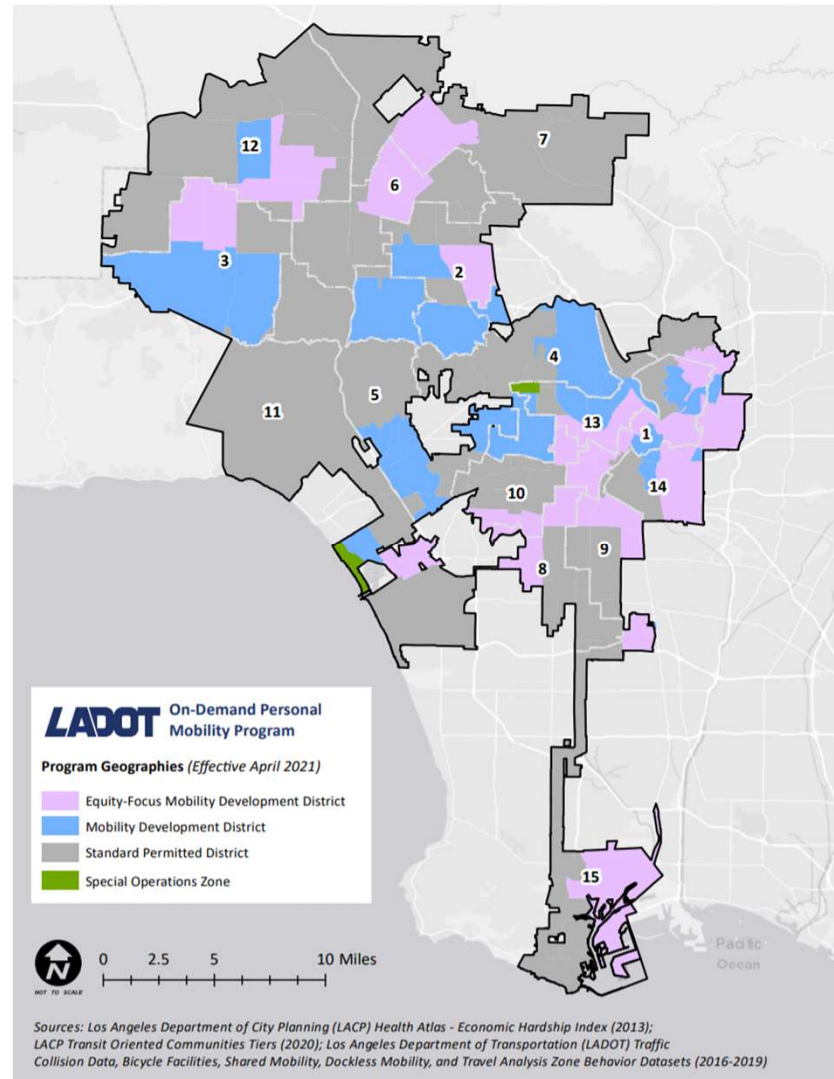 12
7
6
3
2
4
5
11
13
1
10
14
9
8
15
LADOT
On-Demand Personal
Mobility Program
Program Geographies (Effective April 2021)
Equity-Focus Mobility Development District
Mobility Development District
Standard Permitted District
Special Operations Zone
N
NOT TO SCALE
0 2.5 5 10 Miles
Pacific
Ocean
Sources: Los Angeles Department of City Planning (LACP) Health Atlas - Economic Hardship Index (2013);
LACP Transit Oriented Communities Tiers (2020); Los Angeles Department of Transportation (LADOT) Traffic
Collision Data, Bicycle Facilities, Shared Mobility, Dockless Mobility, and Travel Analysis Zone Behavior Datasets (2016-2019)